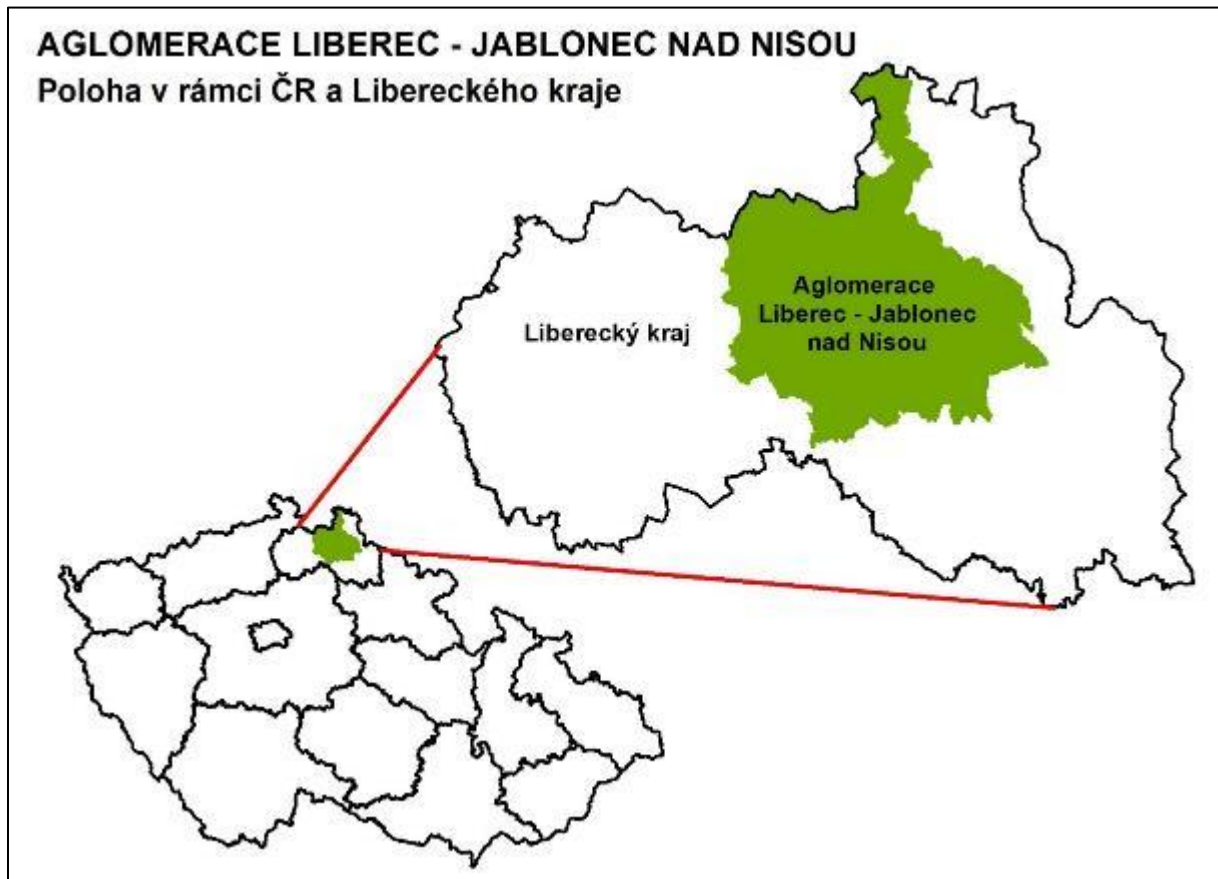 AGLOMERACE LIBEREC - JABLONEC NAD NISOU
Poloha v rámci ČR a Libereckého kraje
Liberecký kraj
Aglomerace
Liberec - Jablonec
nad Nisou